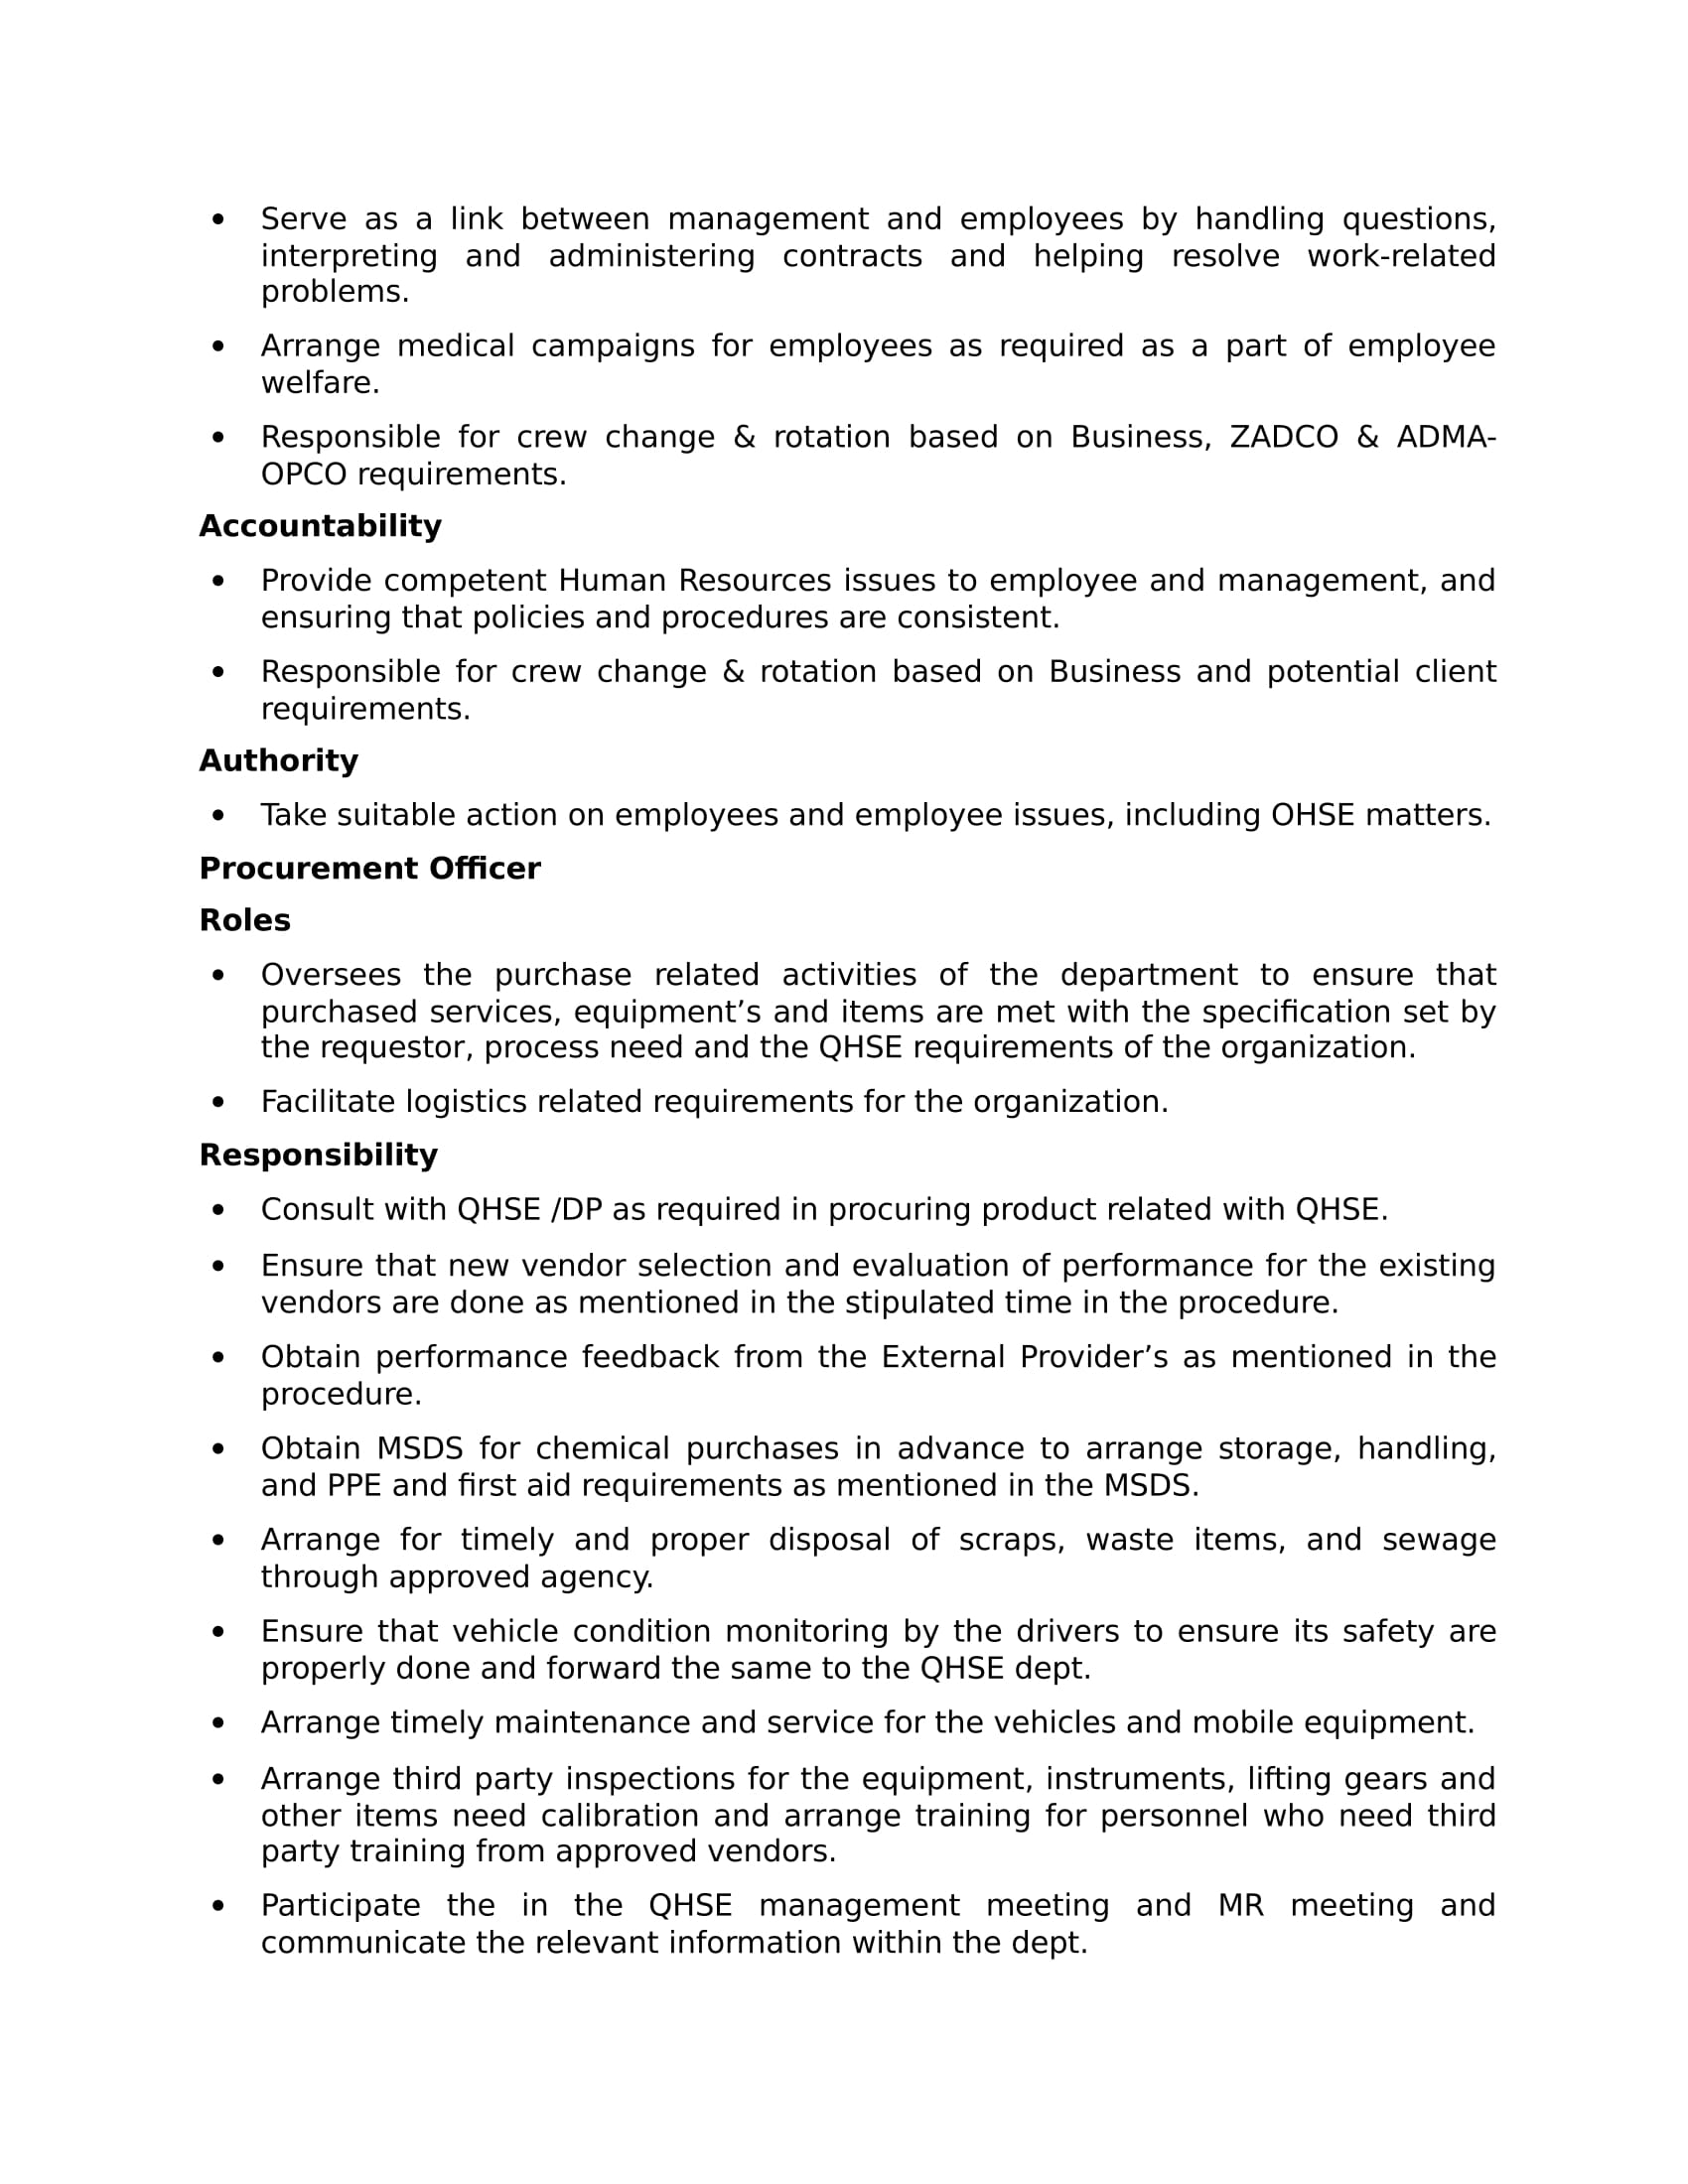 • Serve as a link between management and employees by handling questions,
interpreting and administering contracts and helping resolve work-related
problems.
• Arrange medical campaigns for employees as required as a part of employee
welfare.
• Responsible for crew change & rotation based on Business, ZADCO & ADMA-
OPCO requirements.
Accountability
• Provide competent Human Resources issues to employee and management, and
ensuring that policies and procedures are consistent.
• Responsible for crew change & rotation based on Business and potential client
requirements.
Authority
• Take suitable action on employees and employee issues, including OHSE matters.
Procurement Officer
Roles
• Oversees the purchase related activities of the department to ensure that
purchased services, equipment’s and items are met with the specification set by
the requestor, process need and the QHSE requirements of the organization.
• Facilitate logistics related requirements for the organization.
Responsibility
• Consult with QHSE /DP as required in procuring product related with QHSE.
• Ensure that new vendor selection and evaluation of performance for the existing
vendors are done as mentioned in the stipulated time in the procedure.
• Obtain performance feedback from the External Provider’s as mentioned in the
procedure.
• Obtain MSDS for chemical purchases in advance to arrange storage, handling,
and PPE and first aid requirements as mentioned in the MSDS.
• Arrange for timely and proper disposal of scraps, waste items, and sewage
through approved agency.
• Ensure that vehicle condition monitoring by the drivers to ensure its safety are
properly done and forward the same to the QHSE dept.
• Arrange timely maintenance and service for the vehicles and mobile equipment.
• Arrange third party inspections for the equipment, instruments, lifting gears and
other items need calibration and arrange training for personnel who need third
party training from approved vendors.
• Participate the in the QHSE management meeting and MR meeting and
communicate the relevant information within the dept.